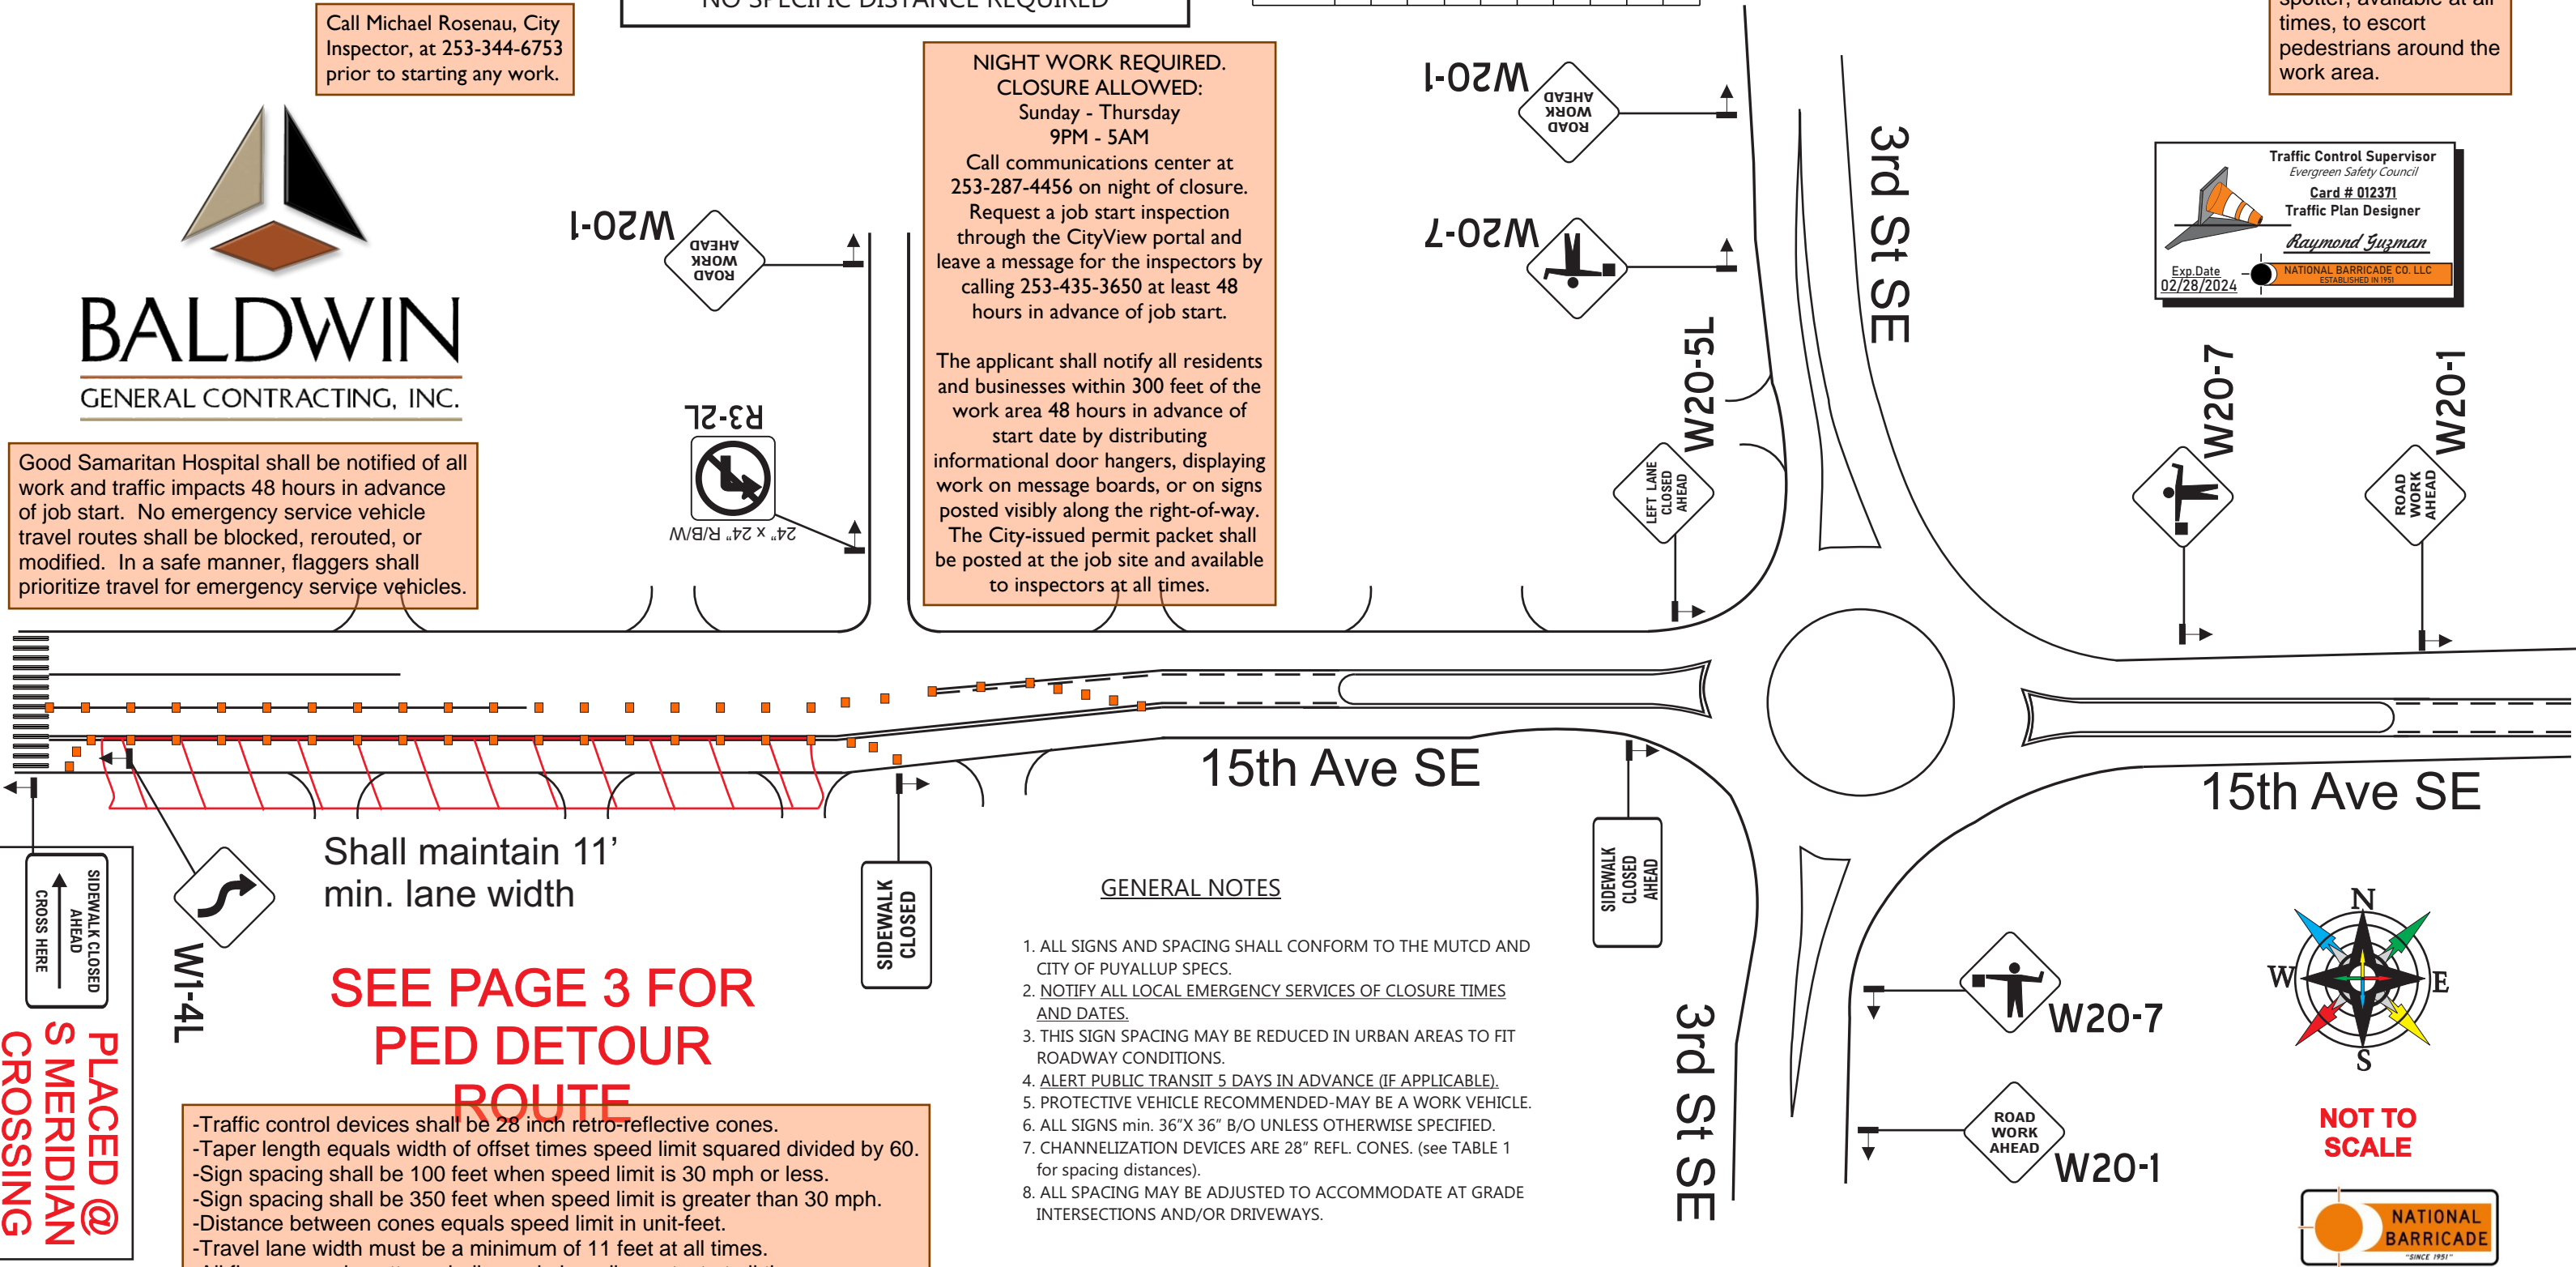 Call Michael Rosenau, City
Inspector, at 253-344-6753
prior to starting any work.
NO SPECIFIC DISTANCE REQUIRED
spotter, available at all
times, to escort
pedestrians around the
work area.
BALDWIN
GENERAL CONTRACTING, INC.
Good Samaritan Hospital shall be notified of all
work and traffic impacts 48 hours in advance
of job start. No emergency service vehicle
travel routes shall be blocked, rerouted, or
modified. In a safe manner, flaggers shall
prioritize travel for emergency service vehicles.
W20-1
ROAD
WORK
AHEAD
R3-2L
24" x 24" R/B/W
NIGHT WORK REQUIRED.
CLOSURE ALLOWED:
Sunday - Thursday
9PM - 5AM
Call communications center at
253-287-4456 on night of closure.
Request a job start inspection
through the CityView portal and
leave a message for the inspectors by
calling 253-435-3650 at least 48
hours in advance of job start.
The applicant shall notify all residents
and businesses within 300 feet of the
work area 48 hours in advance of
start date by distributing
informational door hangers, displaying
work on message boards, or on signs
posted visibly along the right-of-way.
The City-issued permit packet shall
be posted at the job site and available
to inspectors at all times.
W20-1
ROAD
WORK
AHEAD
W20-7
W20-5L
LEFT LANE
CLOSED
AHEAD
3rd St SE
Traffic Control Supervisor
Evergreen Safety Council
Card # 012371
Traffic Plan Designer
Raymond Guzman
Exp.Date
02/28/2024
NATIONAL BARRICADE CO. LLC
ESTABLISHED IN 1951
W20-7
W20-1
ROAD
WORK
AHEAD
15th Ave SE
15th Ave SE
SIDEWALK CLOSED
AHEAD
CROSS HERE
PLACED @
S MERIDIAN
CROSSING
W1-4L
Shall maintain 11'
min. lane width
SEE PAGE 3 FOR
PED DETOUR
ROUTE
SIDEWALK
CLOSED
SIDEWALK
CLOSED
AHEAD
-Traffic control devices shall be 28 inch retro-reflective cones.
-Taper length equals width of offset times speed limit squared divided by 60.
-Sign spacing shall be 100 feet when speed limit is 30 mph or less.
-Sign spacing shall be 350 feet when speed limit is greater than 30 mph.
-Distance between cones equals speed limit in unit-feet.
-Travel lane width must be a minimum of 11 feet at all times.
GENERAL NOTES
1. ALL SIGNS AND SPACING SHALL CONFORM TO THE MUTCD AND
CITY OF PUYALLUP SPECS.
2. NOTIFY ALL LOCAL EMERGENCY SERVICES OF CLOSURE TIMES
AND DATES.
3. THIS SIGN SPACING MAY BE REDUCED IN URBAN AREAS TO FIT
ROADWAY CONDITIONS.
4. ALERT PUBLIC TRANSIT 5 DAYS IN ADVANCE (IF APPLICABLE).
5. PROTECTIVE VEHICLE RECOMMENDED-MAY BE A WORK VEHICLE.
6. ALL SIGNS min. 36"X 36" B/O UNLESS OTHERWISE SPECIFIED.
7. CHANNELIZATION DEVICES ARE 28" REFL. CONES. (see TABLE 1
for spacing distances).
8. ALL SPACING MAY BE ADJUSTED TO ACCOMMODATE AT GRADE
INTERSECTIONS AND/OR DRIVEWAYS.
3rd St SE
W20-7
ROAD
WORK
AHEAD
W20-1
N
W
E
S
NOT TO
SCALE
NATIONAL
BARRICADE
"SINCE 1951"